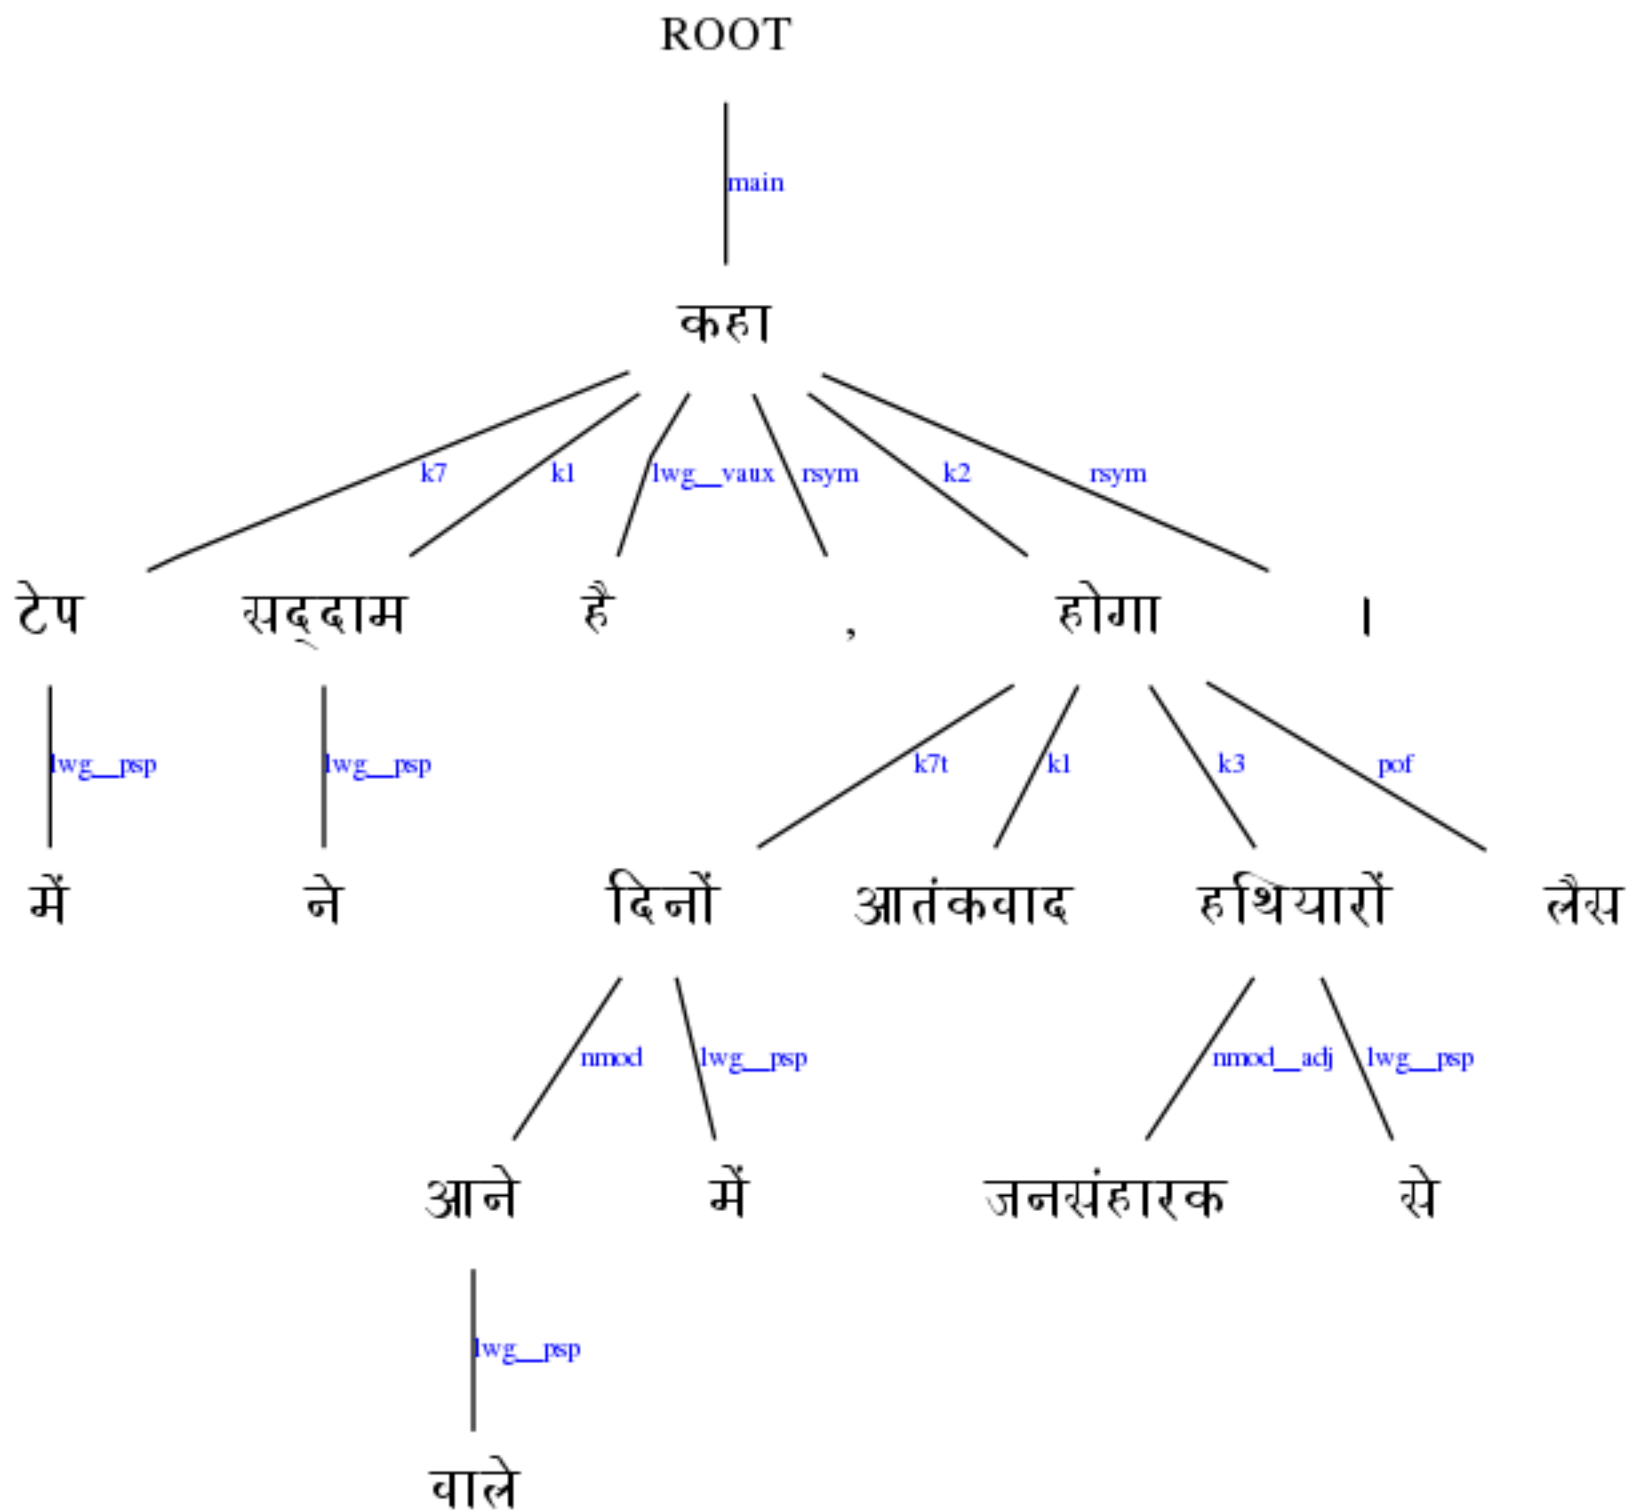 ROOT
main
कहा
k7 k1 lwg__vaux rsym k2 rsym
टेप सद्दाम है , होगा ।
lwg__psp lwg__psp k7t k1 k3 pof
में ने दिनों आतंकवाद हथियारों लैस
nmod lwg__psp nmod__adj lwg__psp
आने में जनसंहारक से
lwg__psp
वाले